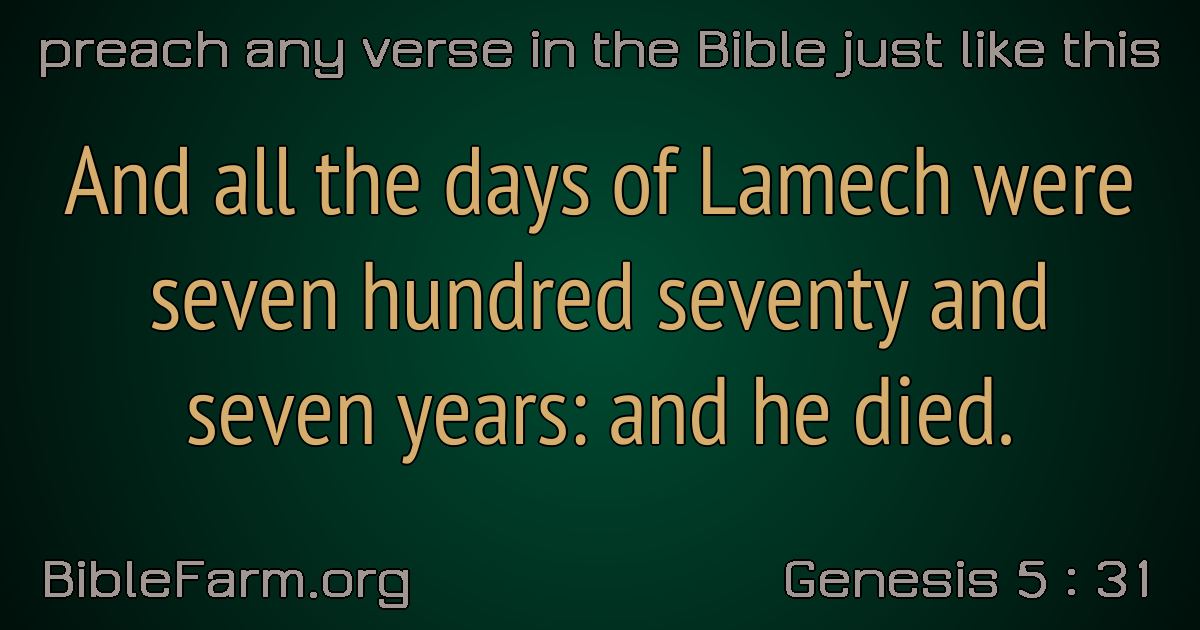 preach any verse in the Bible just like this
And all the days of Lamech were
seven hundred seventy and
seven years: and he died.
BibleFarm.org
Genesis 5 : 31